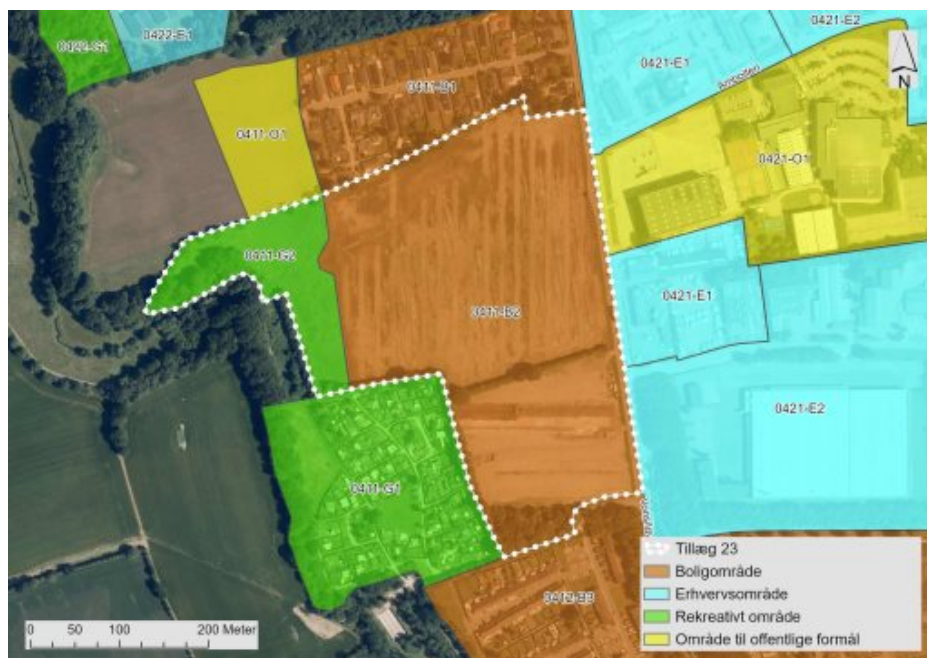 0422-G1
0422-E1
0421-E2
0421-E1
0411-B1
N
0411-O1
0421-O1
0411-G2
0421-E1
0411-B2
0421-E2
0411-G1
0412-B3
Tillæg 23
Boligområde
Erhvervsområde
Rekreativt område
Område til offentlige formål
0 50 100 200 Meter